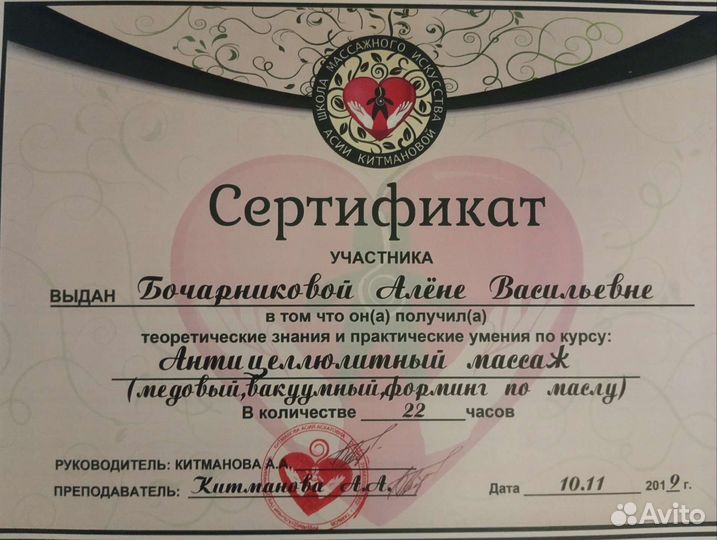 ШКОЛА МАССАЖНОГО ИСКУССТВА
АСИИ КИТМАНОВОЙ
Сертификат
УЧАСТНИКА
ВЫДАН Бочарниковой Алёне Васильевне
в том что он(а) получил(а)
теоретические знания и практические умения по курсу:
Антицеллюлитный массаж
(медовый,вакуумный,форминг по маслу)
В количестве 22 часов
РУКОВОДИТЕЛЬ: КИТМАНОВА А.А.
ПРЕПОДАВАТЕЛЬ: Китманова А.А.
Дата 10.11 2019 г.
КИТМАНОВА АСИЯ
Avito